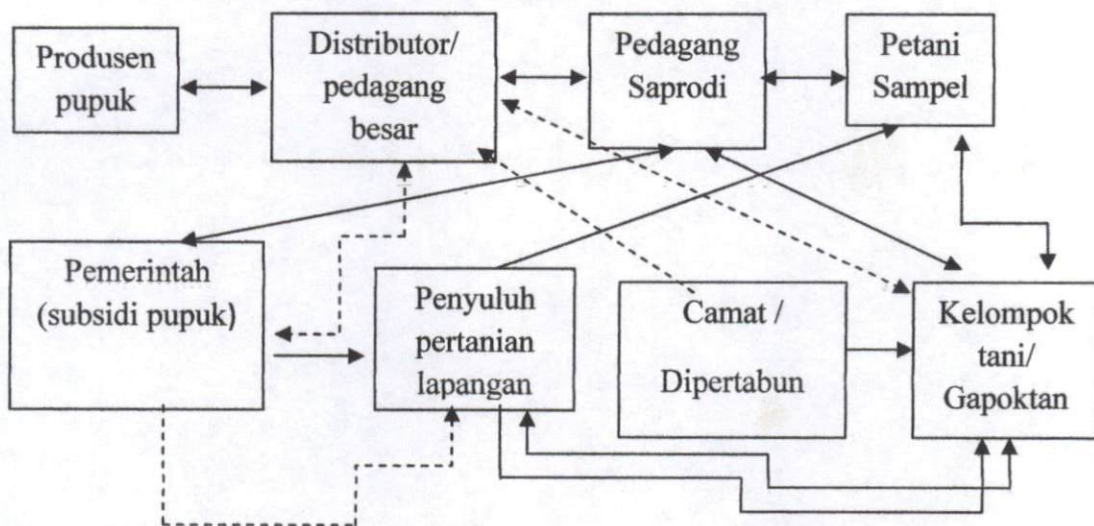 Produsen
pupuk
Distributor/
pedagang
besar
Pedagang
Saprodi
Petani
Sampel
Pemerintah
(subsidi pupuk)
Penyuluh
pertanian
lapangan
Camat /
Dipertabun
Kelompok
tani/
Gapoktan